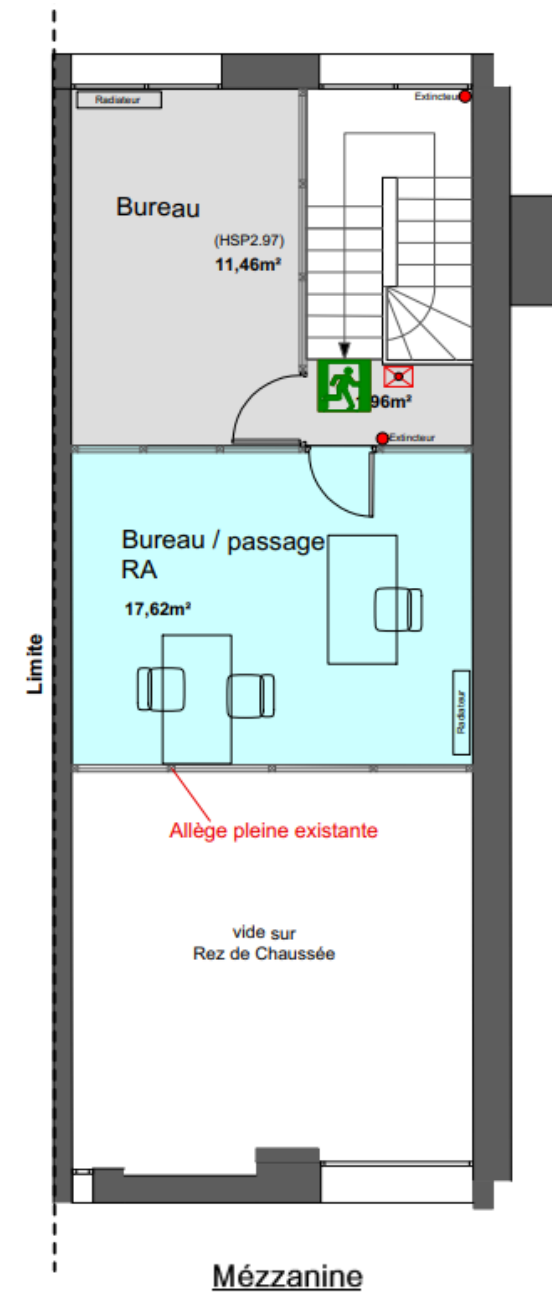 Radiateur
Extincteur
Bureau
(HSP2.97)
11,46m²
96m²
Extincteur
Bureau / passage
RA
17,62m²
Limite
Radiateur
Allège pleine existante
vide sur
Rez de Chaussée
Mézzanine